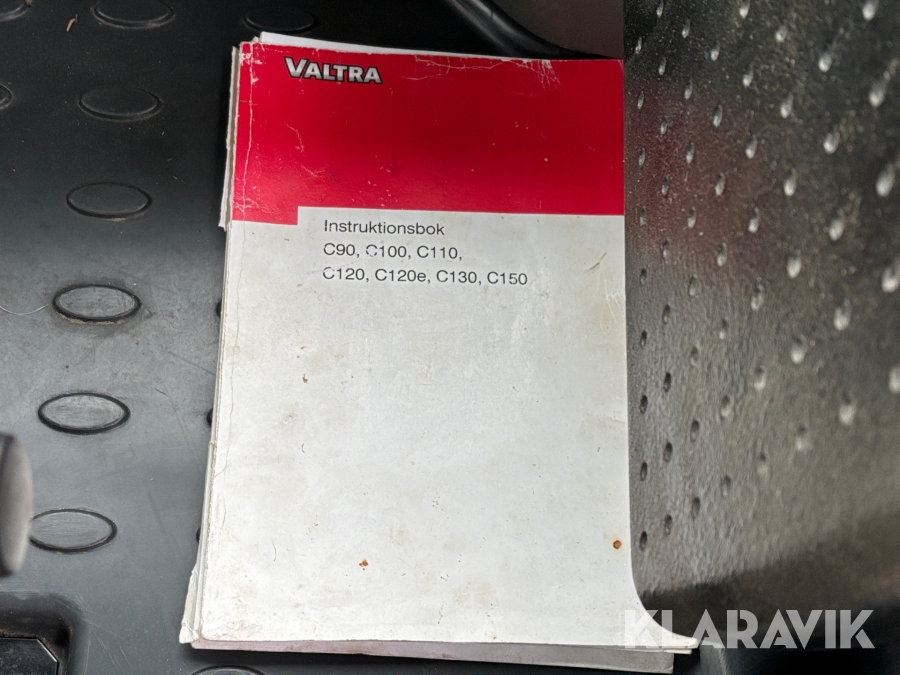 VALTRA
Instruktionsbok
C90, C100, C110,
C120, C120e, C130, C150
KLARAVIK